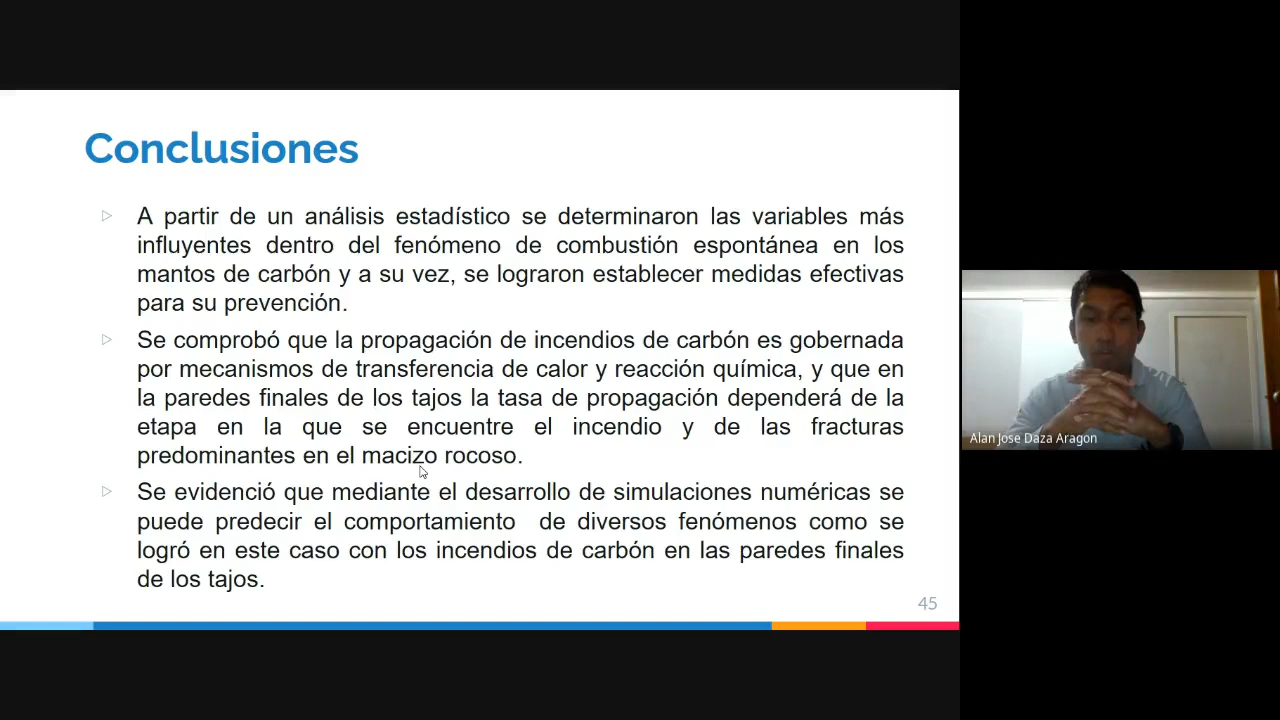 Conclusiones
A partir de un análisis estadístico se determinaron las variables más
influyentes dentro del fenómeno de combustión espontánea en los
mantos de carbón y a su vez, se lograron establecer medidas efectivas
para su prevención.
Se comprobó que la propagación de incendios de carbón es gobernada
por mecanismos de transferencia de calor y reacción química, y que en
la paredes finales de los tajos la tasa de propagación dependerá de la
etapa en la que se encuentre el incendio y de las fracturas
predominantes en el macizo rocoso.
Se evidenció que mediante el desarrollo de simulaciones numéricas se
puede predecir el comportamiento de diversos fenómenos como se
logró en este caso con los incendios de carbón en las paredes finales
de los tajos.
45
Alan Jose Daza Aragon